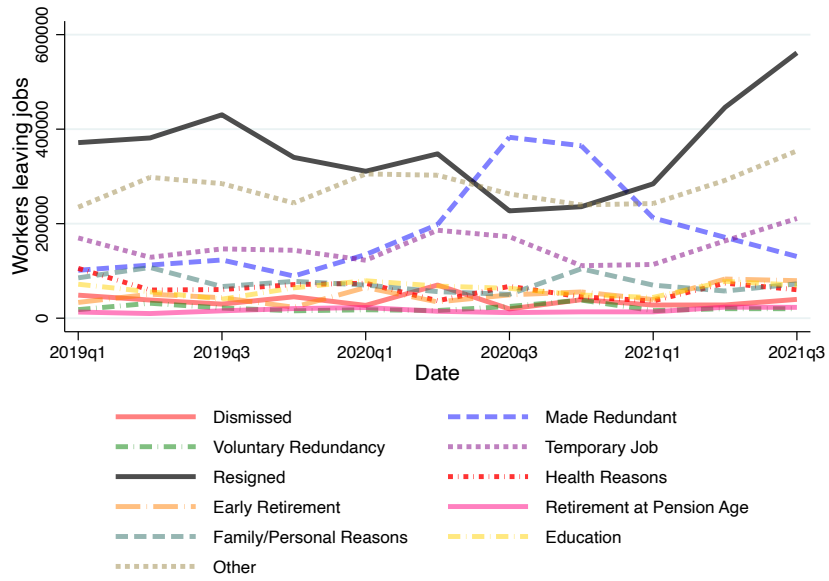 600000
400000
200000
0
Workers leaving jobs
2019q1 2019q3 2020q1 2020q3 2021q1 2021q3
Date
Dismissed Made Redundant
Voluntary Redundancy Temporary Job
Resigned Health Reasons
Early Retirement Retirement at Pension Age
Family/Personal Reasons Education
Other